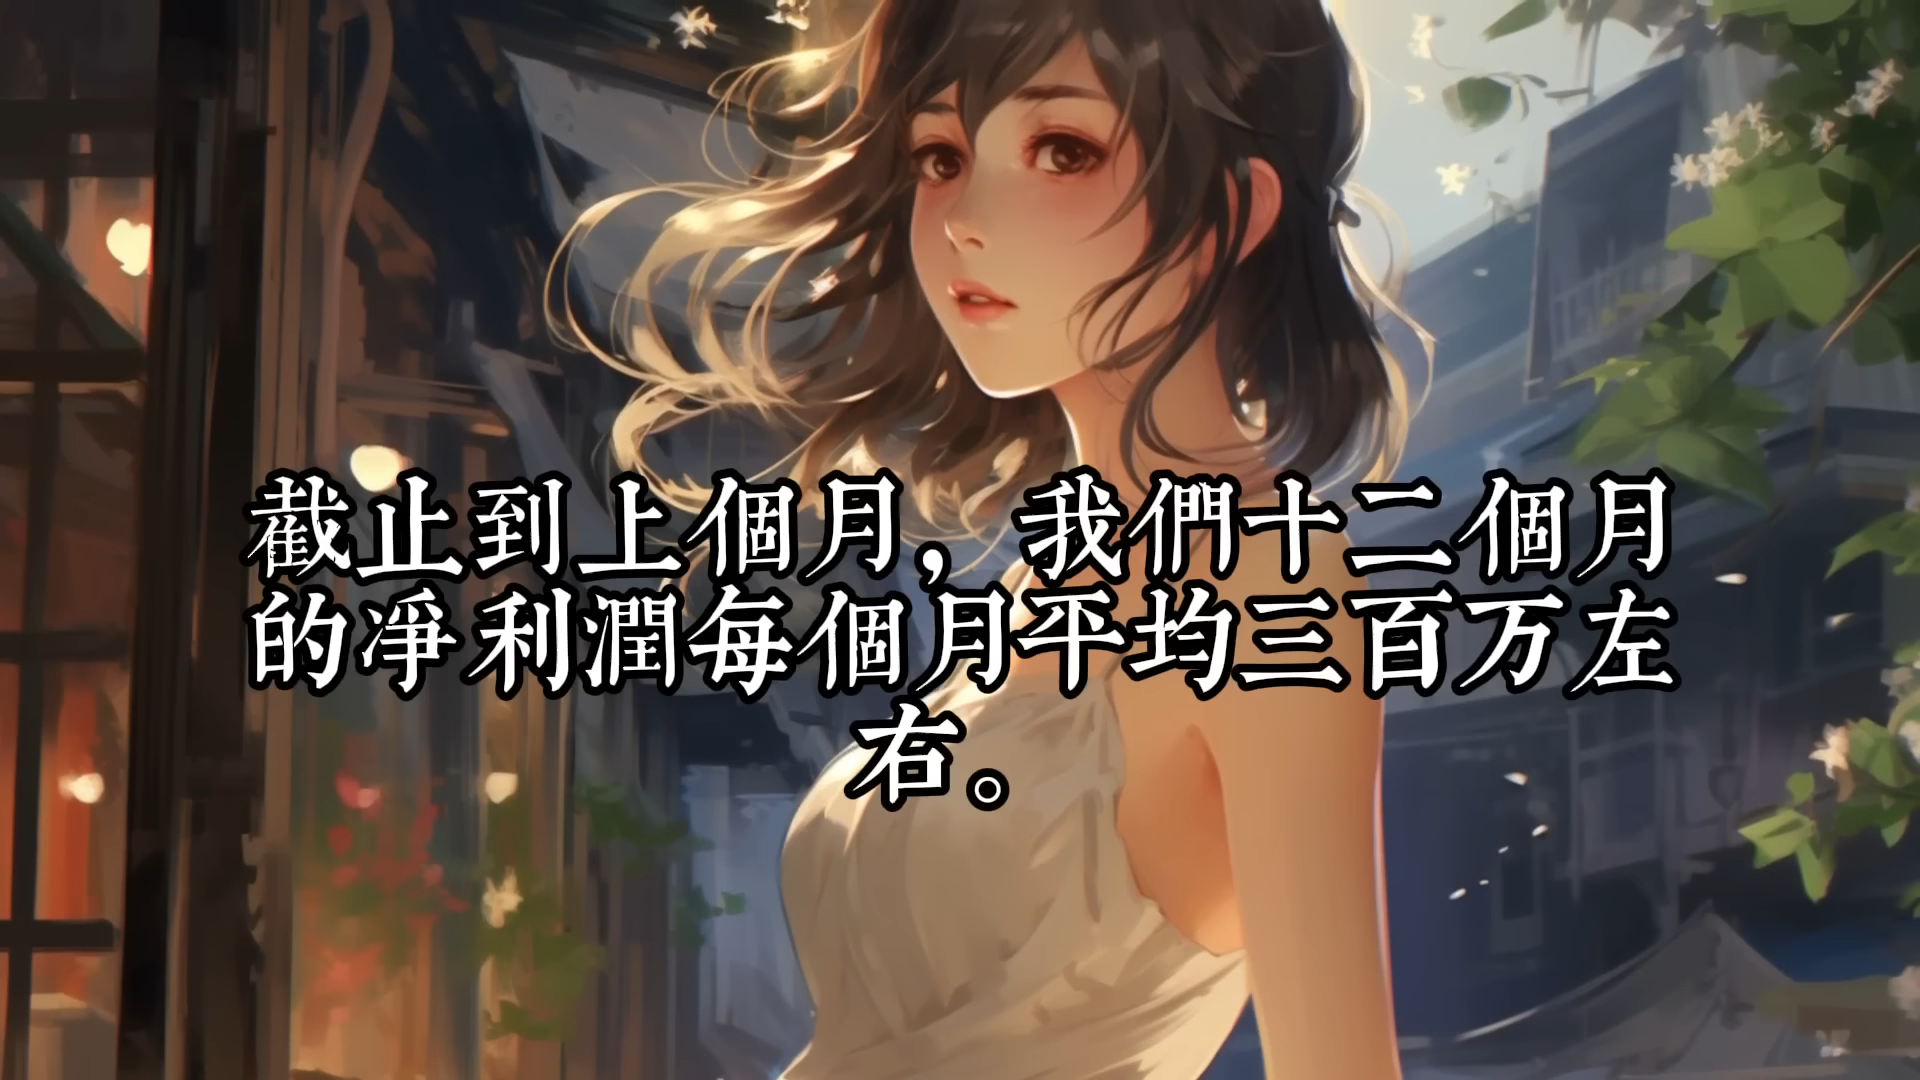 截止到上個月，我們十二個月
的凈利潤每個月平均三百万左
右。